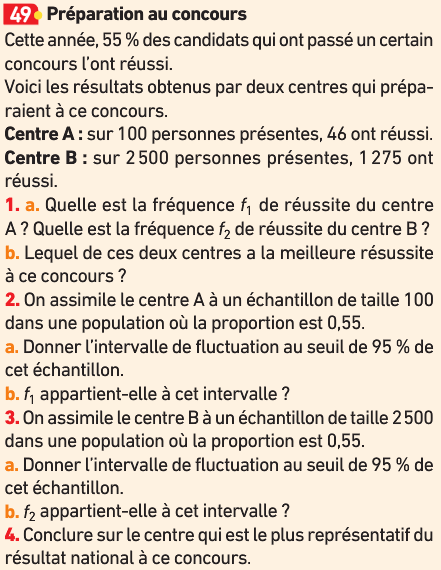 49 Préparation au concours
Cette année, 55 % des candidats qui ont passé un certain
concours l'ont réussi.
Voici les résultats obtenus par deux centres qui prépa-
raient à ce concours.
Centre A : sur 100 personnes présentes, 46 ont réussi.
Centre B : sur 2 500 personnes présentes, 1 275 ont
réussi.
1. a. Quelle est la fréquence f₁ de réussite du centre
A ? Quelle est la fréquence f₂ de réussite du centre B ?
b. Lequel de ces deux centres a la meilleure résussite
à ce concours ?
2. On assimile le centre A à un échantillon de taille 100
dans une population où la proportion est 0,55.
a. Donner l'intervalle de fluctuation au seuil de 95 % de
cet échantillon.
b. f₁ appartient-elle à cet intervalle ?
3. On assimile le centre B à un échantillon de taille 2 500
dans une population où la proportion est 0,55.
a. Donner l'intervalle de fluctuation au seuil de 95 % de
cet échantillon.
b. f₂ appartient-elle à cet intervalle ?
4. Conclure sur le centre qui est le plus représentatif du
résultat national à ce concours.